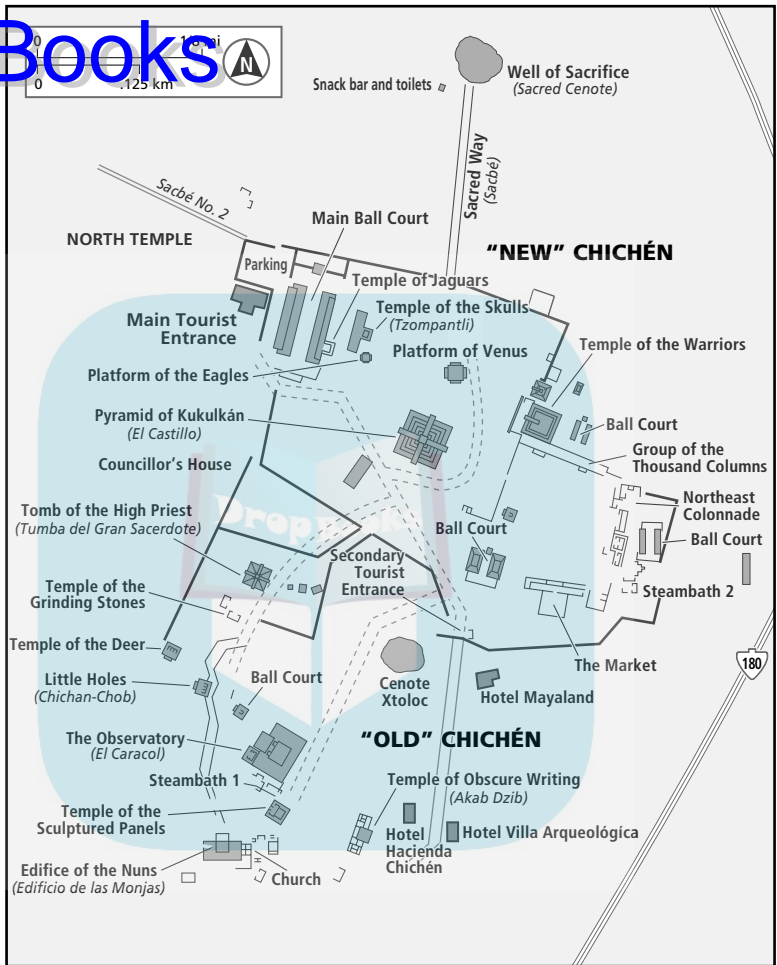 Books
0 1/8 mi
N
0 .125 km
Snack bar and toilets
Well of Sacrifice
(Sacred Cenote)
Sacred Way
(Sacbé)
Sacbé No. 2
Main Ball Court
NORTH TEMPLE
"NEW" CHICHÉN
Parking
Temple of Jaguars
Temple of the Skulls
(Tzompantli)
Main Tourist
Entrance
Platform of Venus
Temple of the Warriors
Platform of the Eagles
Pyramid of Kukulkán
(El Castillo)
Ball Court
Group of the
Thousand Columns
Councillor's House
Northeast
Colonnade
Tomb of the High Priest
(Tumba del Gran Sacerdote)
DropBooks
Ball Court
Ball Court
Secondary
Tourist
Entrance
Temple of the
Grinding Stones
Steambath 2
Temple of the Deer
The Market
180
Little Holes
(Chichan-Chob)
Ball Court
Cenote
Xtoloc
Hotel Mayaland
The Observatory
(El Caracol)
"OLD" CHICHÉN
Steambath 1
Temple of Obscure Writing
(Akab Dzib)
Temple of the
Sculptured Panels
Hotel
Hacienda
Chichén
Hotel Villa Arqueológica
Edifice of the Nuns
(Edificio de las Monjas)
Church